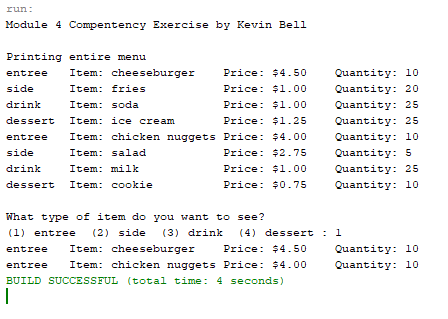 run:
Module 4 Compentency Exercise by Kevin Bell
Printing entire menu
entree Item: cheeseburger Price: $4.50 Quantity: 10
side Item: fries Price: $1.00 Quantity: 20
drink Item: soda Price: $1.00 Quantity: 25
dessert Item: ice cream Price: $1.25 Quantity: 25
entree Item: chicken nuggets Price: $4.00 Quantity: 10
side Item: salad Price: $2.75 Quantity: 5
drink Item: milk Price: $1.00 Quantity: 25
dessert Item: cookie Price: $0.75 Quantity: 10
What type of item do you want to see?
(1) entree (2) side (3) drink (4) dessert : 1
entree Item: cheeseburger Price: $4.50 Quantity: 10
entree Item: chicken nuggets Price: $4.00 Quantity: 10
BUILD SUCCESSFUL (total time: 4 seconds)